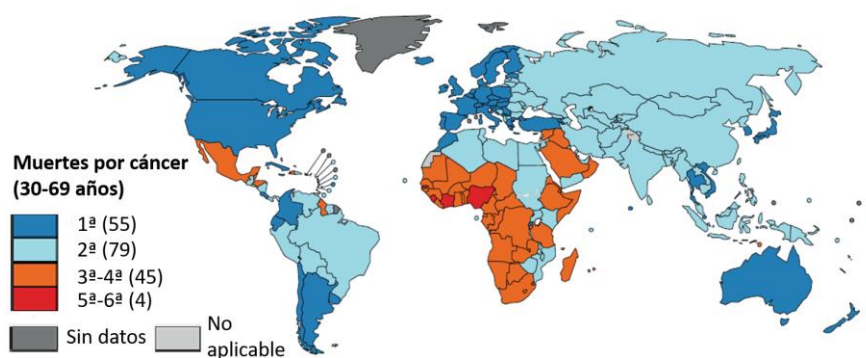 Muertes por cáncer
(30-69 años)
1ª (55)
2ª (79)
3ª-4ª (45)
5ª-6ª (4)
Sin datos
No
aplicable